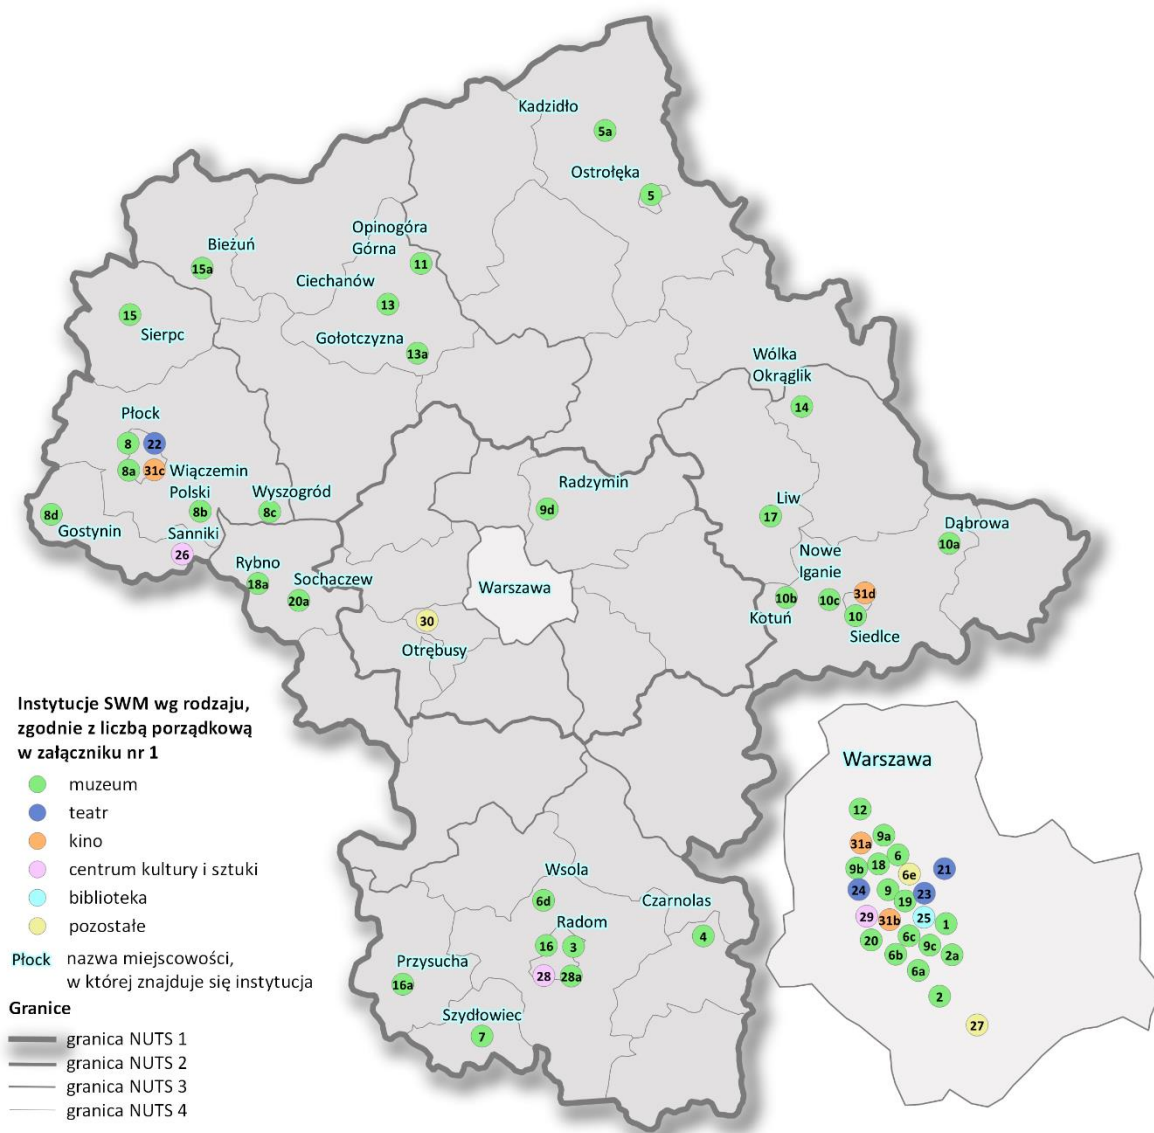 Kadzidło
5a
Ostrołęka
5
Opinogóra
Górna
11
Bieżuń
15a
Ciechanów
13
15
Sierpc
Gołotczyzna
13a
Wólka
Okrąglik
14
Płock
8
22
8a
31c
Wiączemin
Polski
8b
Wyszogród
8c
8d
Gostynin
Sanniki
26
Radzymin
9d
Liw
17
Dąbrowa
10a
Rybno
18a
Sochaczew
20a
Warszawa
Nowe
Iganie
10b
10c
31d
10
Kotuń
Siedlce
30
Otrębusy
Instytucje SWM wg rodzaju,
zgodnie z liczbą porządkową
w załączniku nr 1
muzeum
teatr
kino
centrum kultury i sztuki
biblioteka
pozostałe
Płock nazwa miejscowości,
w której znajduje się instytucja
Granice
granica NUTS 1
granica NUTS 2
granica NUTS 3
granica NUTS 4
Wsola
6d
Radom
16
3
28
28a
Czarnolas
4
Przysucha
16a
Szydłowiec
7
Warszawa
12
9a
31a
6
9b
18
6e
21
24
9
19
23
29
31b
25
1
20
6c
9c
2a
6b
6a
2
27